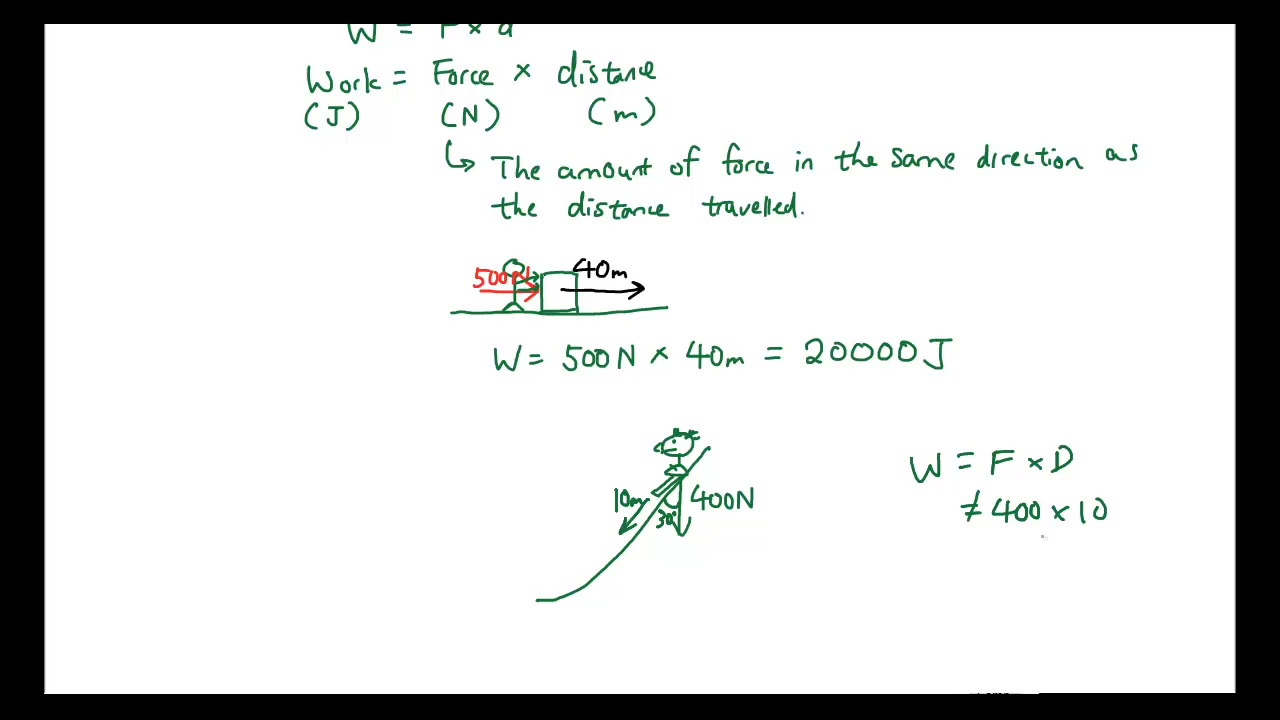 W = F × d
Work = Force × distance
(J) (N) (m)
↳ The amount of force in the same direction as
the distance travelled.
500N 40m
W = 500N × 40m = 20000 J
10m 400N
30°
W = F × D
≠ 400 × 10